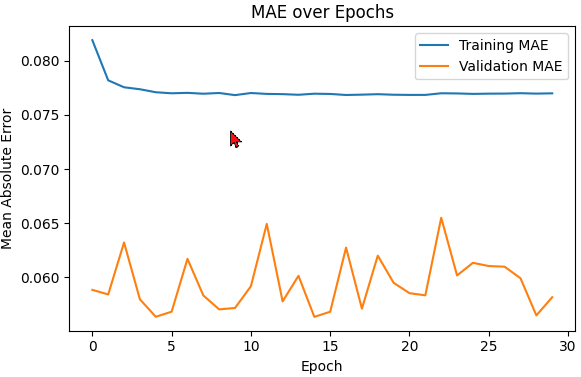 MAE over Epochs
Training MAE
Validation MAE
Mean Absolute Error
0.080
0.075
0.070
0.065
0.060
0 5 10 15 20 25 30
Epoch